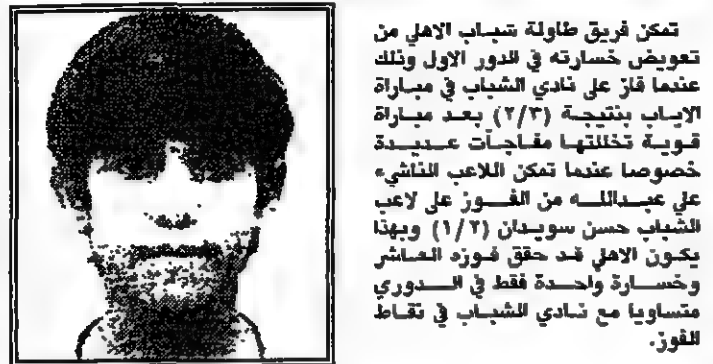 تمكن فريق طاولة شباب الاهلي من
تعويض خسارته في الدور الاول وذلك
عندما فاز على نادي الشباب في مباراة
الاياب بنتيجة (٢/٣) بعد مباراة
قوية تخللتها مفاجآت عديدة
خصوصا عندما تمكن اللاعب الناشيء
علي عبدالله من الفوز على لاعب
الشباب حسن سويدان (١/٢) وبهذا
يكون الاهلي قد حقق فوزه العاشر
وخسارة واحدة فقط في الدوري
متساويا مع نادي الشباب في نقاط
الفوز.